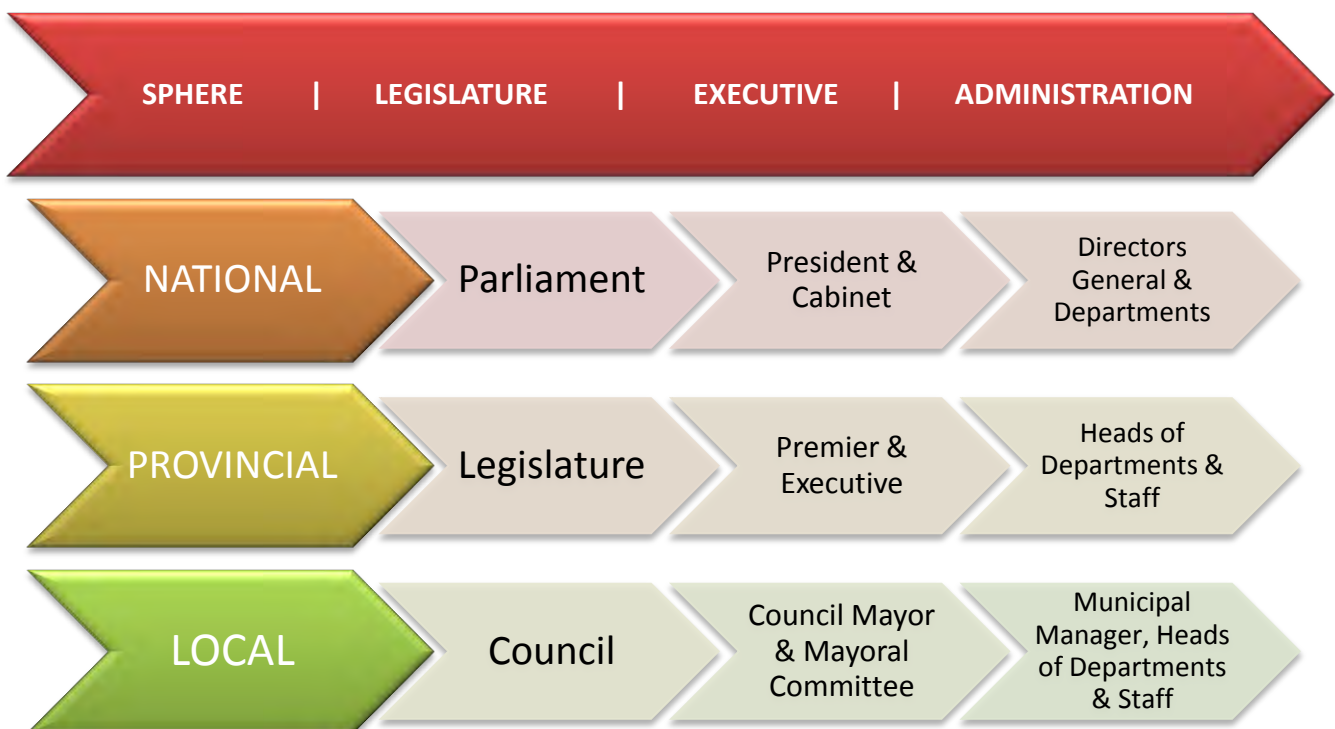 SPHERE | LEGISLATURE | EXECUTIVE | ADMINISTRATION
NATIONAL
Parliament
President &
Cabinet
Directors
General &
Departments
PROVINCIAL
Legislature
Premier &
Executive
Heads of
Departments &
Staff
LOCAL
Council
Council Mayor
& Mayoral
Committee
Municipal
Manager, Heads
of Departments
& Staff